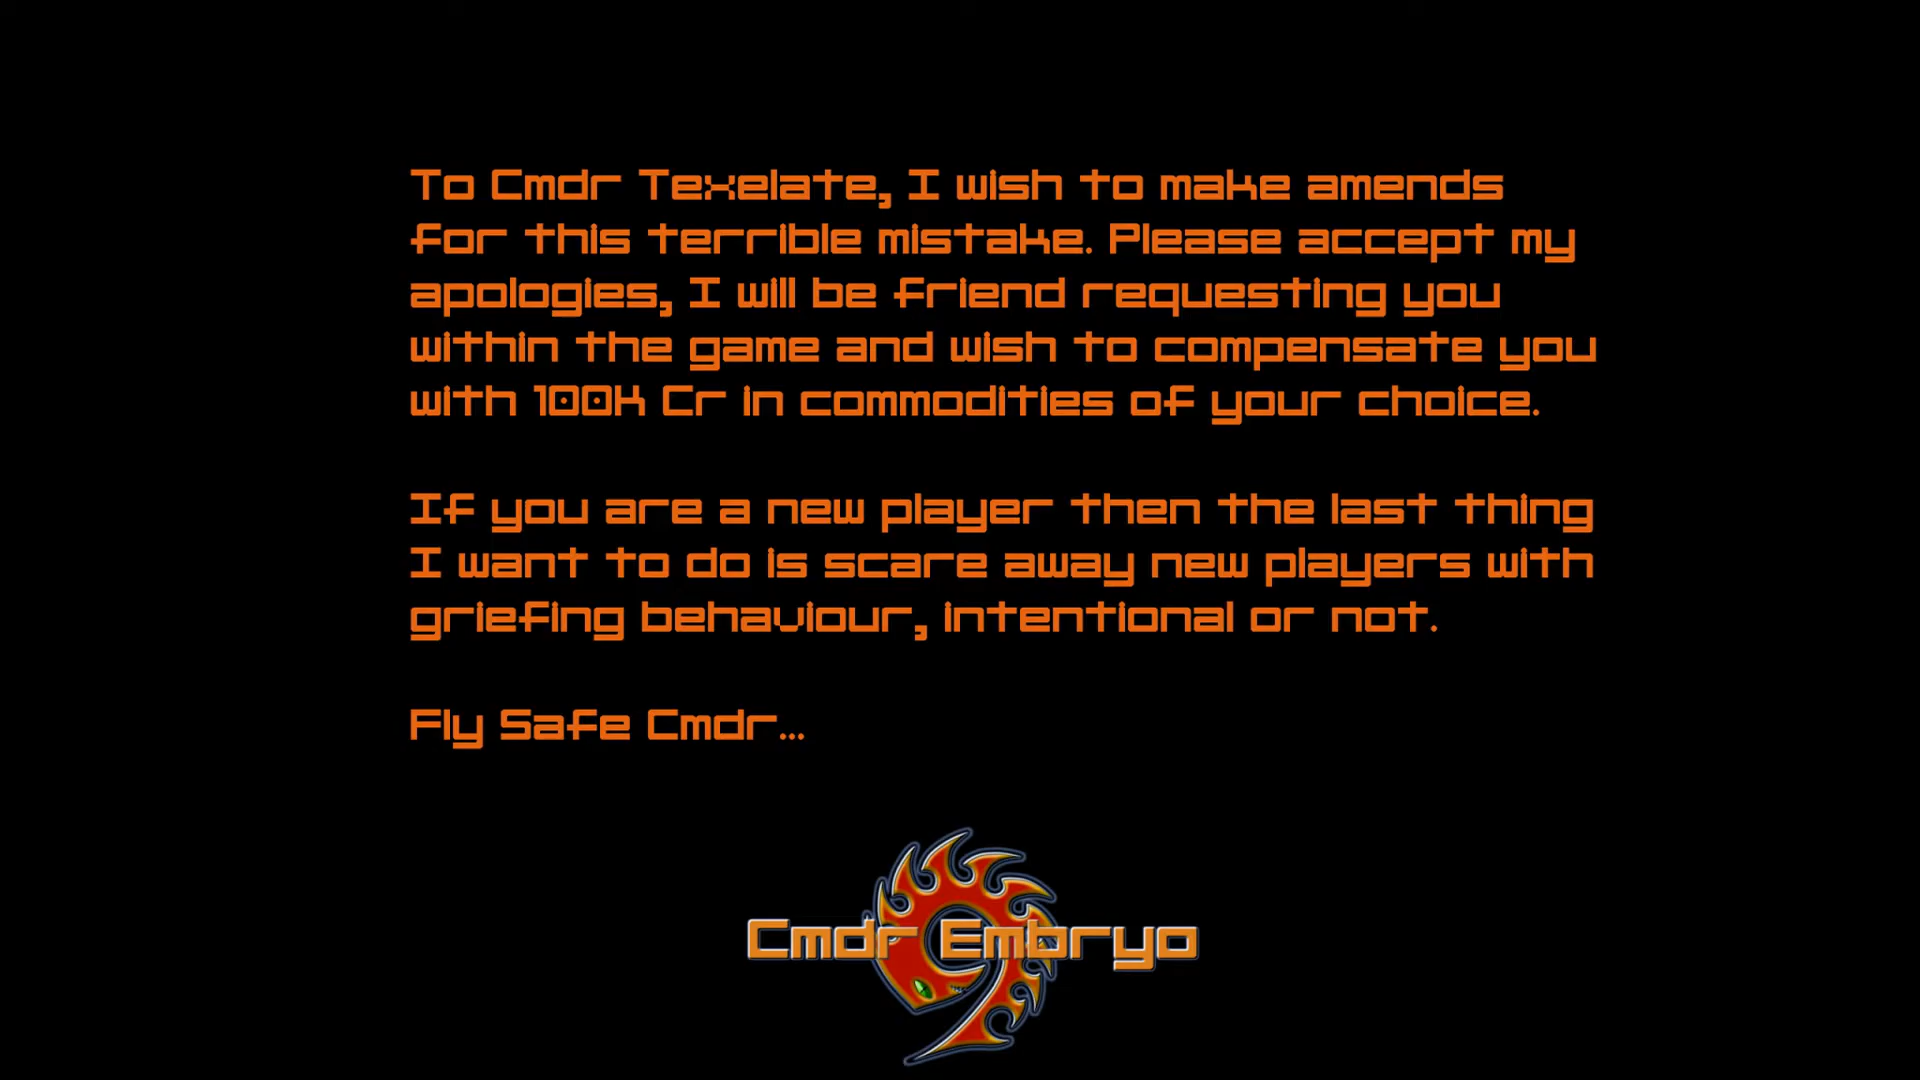 To Cmdr Texelate, I wish to make amends
for this terrible mistake. Please accept my
apologies, I will be friend requesting you
within the game and wish to compensate you
with 100K Cr in commodities of your choice.
If you are a new player then the last thing
I want to do is scare away new players with
griefing behaviour, intentional or not.
Fly Safe Cmdr...
Cmdr Embryo